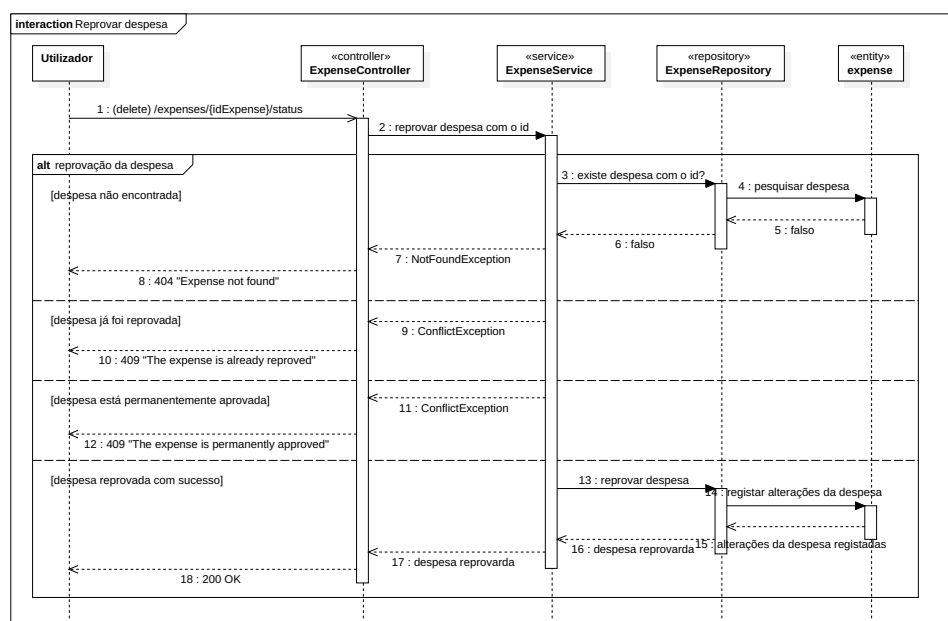 interaction Reprovar despesa
Utilizador
«controller»
ExpenseController
«service»
ExpenseService
«repository»
ExpenseRepository
«entity»
expense
1 : (delete) /expenses/{idExpense}/status
2 : reprovar despesa com o id
alt reprovação da despesa
3 : existe despesa com o id?
4 : pesquisar despesa
[despesa não encontrada]
5 : falso
6 : falso
7 : NotFoundException
8 : 404 "Expense not found"
[despesa já foi reprovada]
9 : ConflictException
10 : 409 "The expense is already reproved"
[despesa está permanentemente aprovada]
11 : ConflictException
12 : 409 "The expense is permanently approved"
[despesa reprovada com sucesso]
13 : reprovar despesa
14 : registar alterações da despesa
15 : alterações da despesa registadas
16 : despesa reprovarda
17 : despesa reprovarda
18 : 200 OK